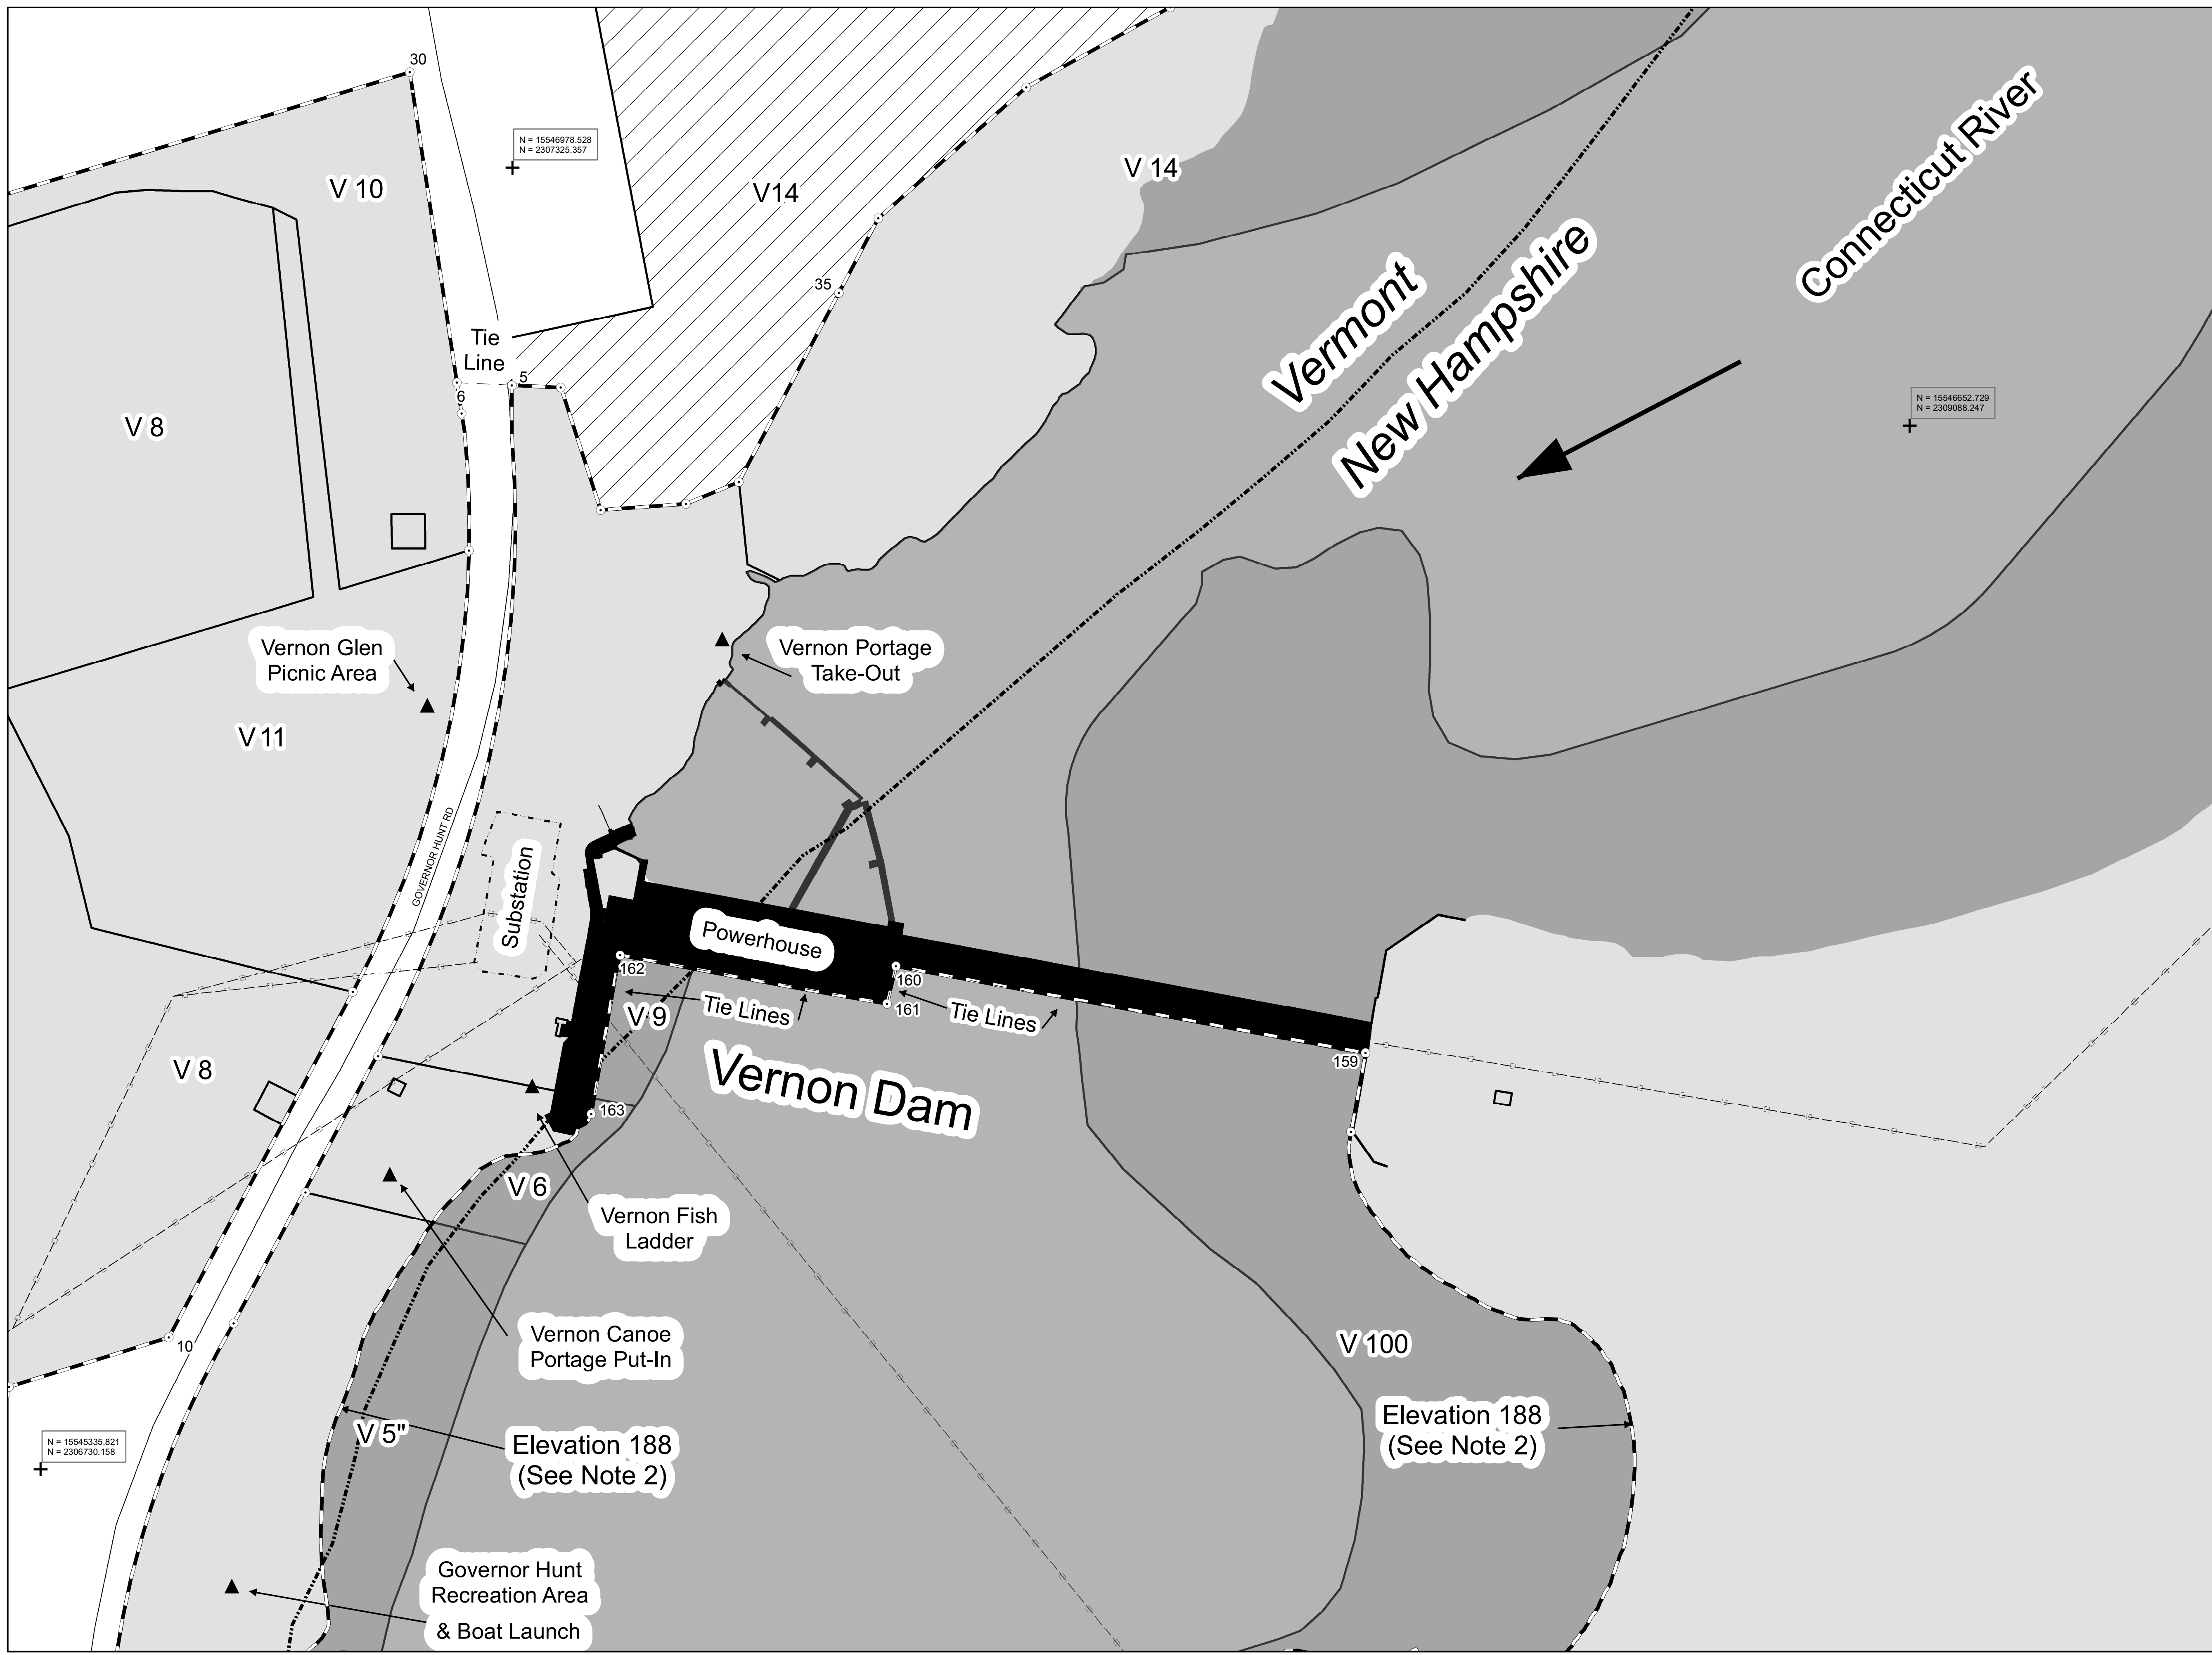 30
N = 15546978.528
N = 2307325.357
V 10
V14
V 14
Connecticut River
35
Vermont
New Hampshire
Tie
Line
5
6
N = 15546652.729
N = 2309088.247
V 8
Vernon Glen
Picnic Area
Vernon Portage
Take-Out
V 11
GOVERNOR HUNT RD
Substation
Powerhouse
162
160
161
Tie Lines
Tie Lines
V 9
159
V 8
Vernon Dam
163
V 6
Vernon Fish
Ladder
10
Vernon Canoe
Portage Put-In
V 100
V 5"
Elevation 188
(See Note 2)
Elevation 188
(See Note 2)
N = 15545335.821
N = 2306730.158
Governor Hunt
Recreation Area
& Boat Launch